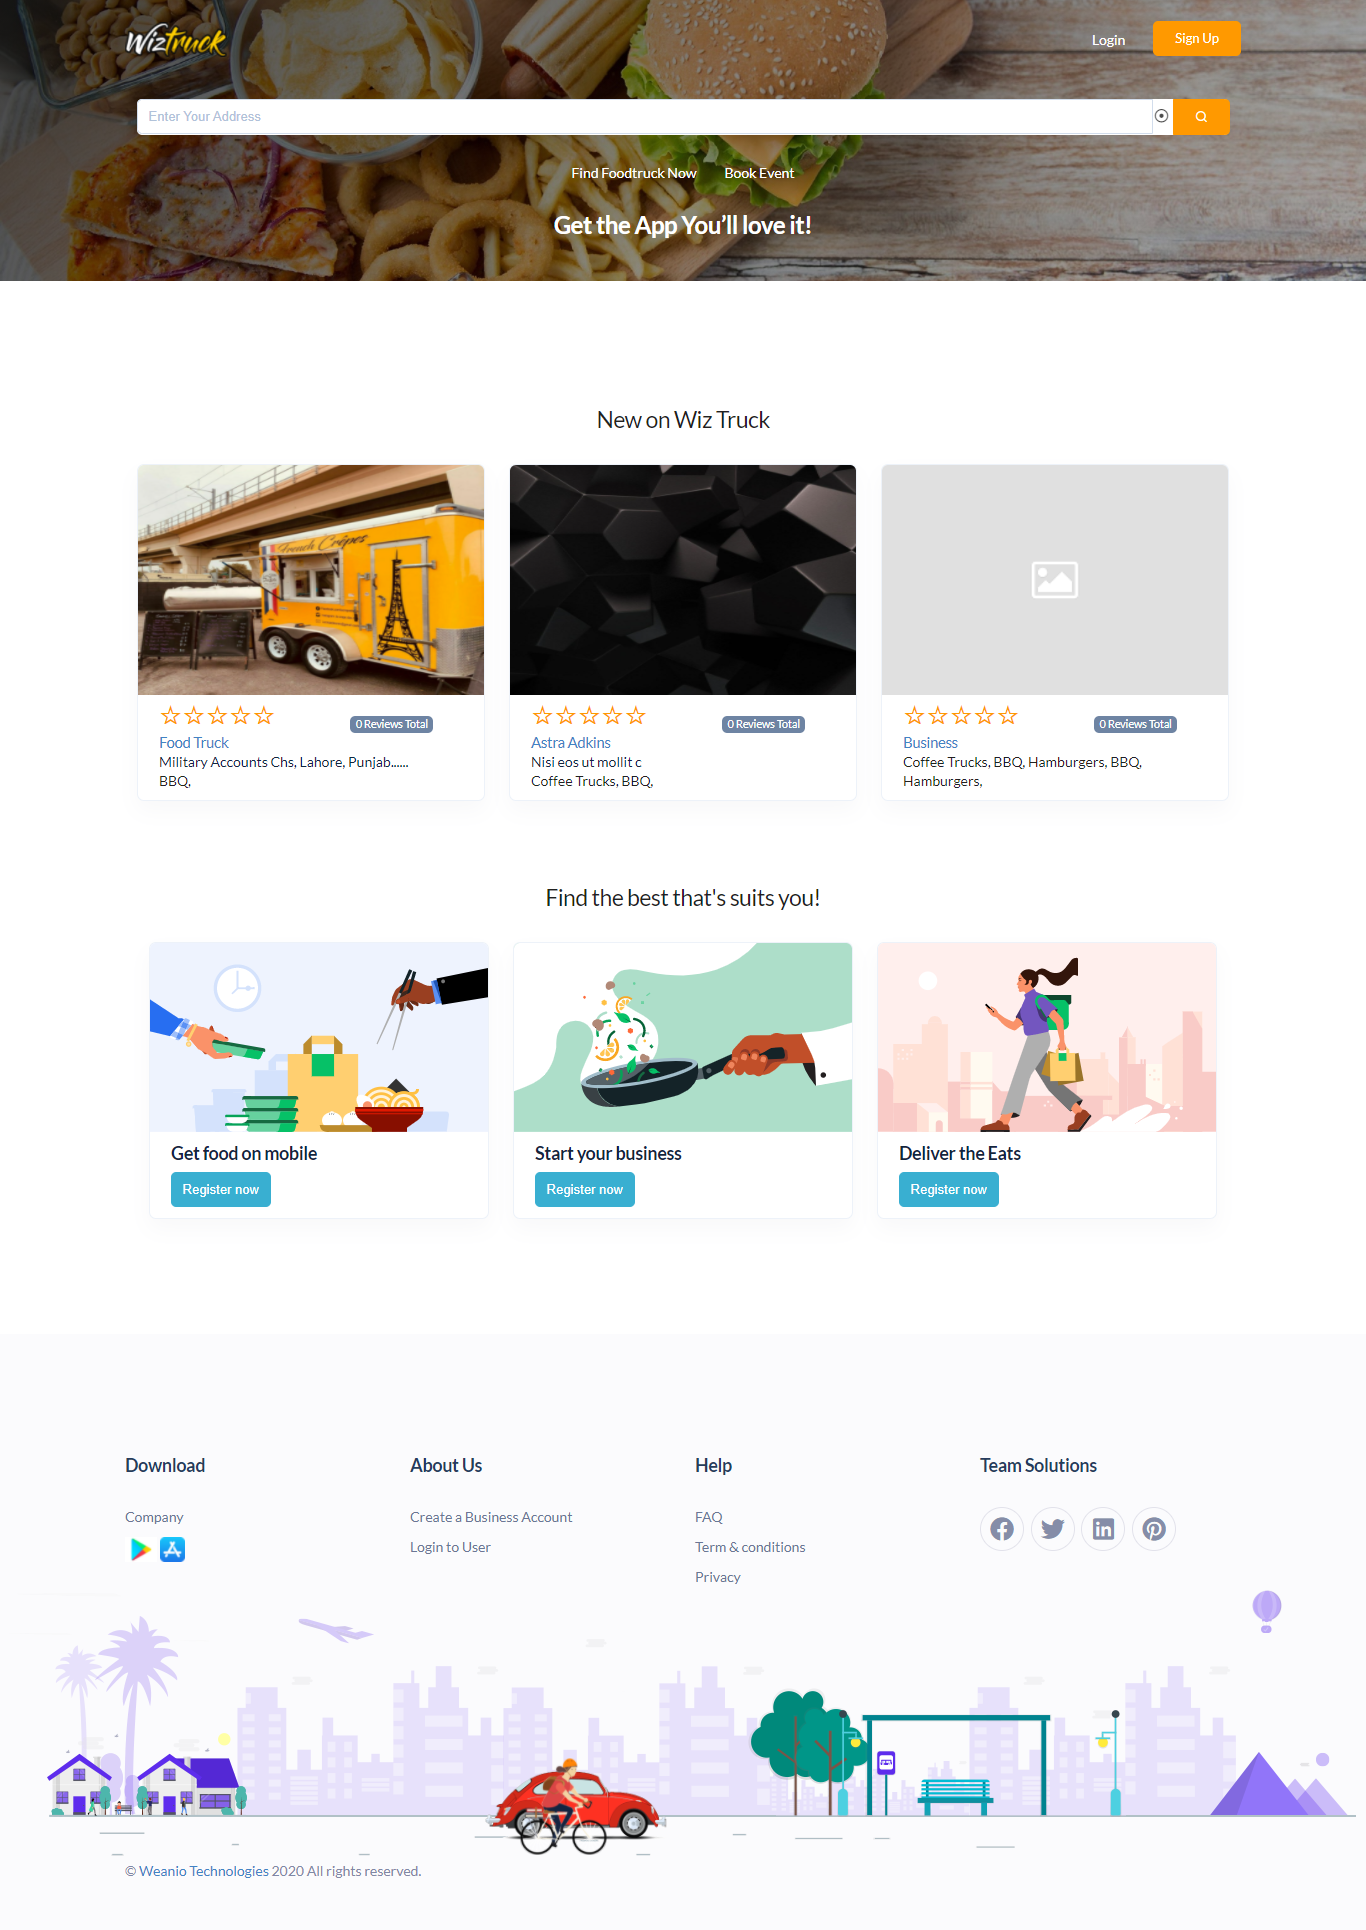 Wiztruck
Login
Sign Up
Enter Your Address
Find Foodtruck Now
Book Event
Get the App You’ll love it!
New on Wiz Truck
French Crêpes
0 Reviews Total
Food Truck
Military Accounts Chs, Lahore, Punjab......
BBQ,
0 Reviews Total
Astra Adkins
Nisi eos ut mollit c
Coffee Trucks, BBQ,
0 Reviews Total
Business
Coffee Trucks, BBQ, Hamburgers, BBQ,
Hamburgers,
Find the best that's suits you!
Get food on mobile
Register now
Start your business
Register now
Deliver the Eats
Register now
Download
Company
About Us
Create a Business Account
Login to User
Help
FAQ
Term & conditions
Privacy
Team Solutions
© Weanio Technologies 2020 All rights reserved.